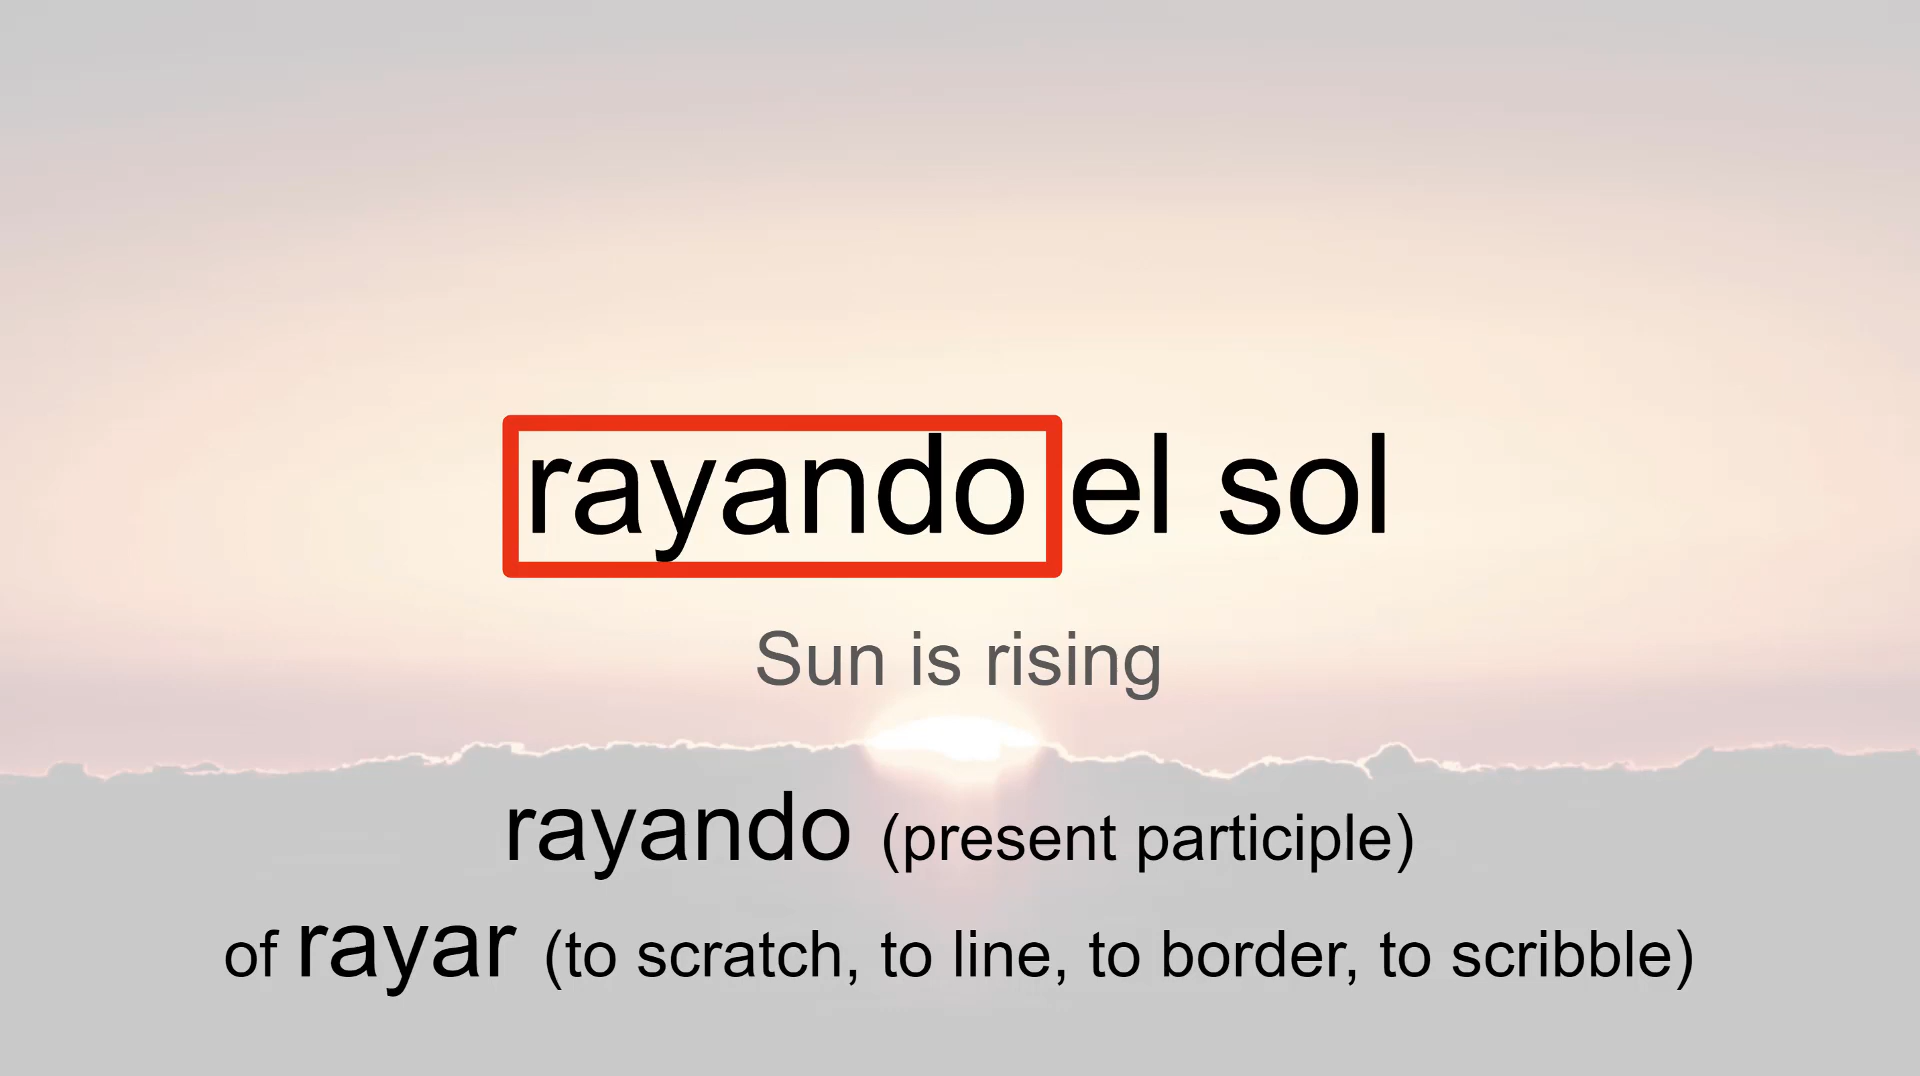 rayando el sol
Sun is rising
rayando (present participle)
of rayar (to scratch, to line, to border, to scribble)